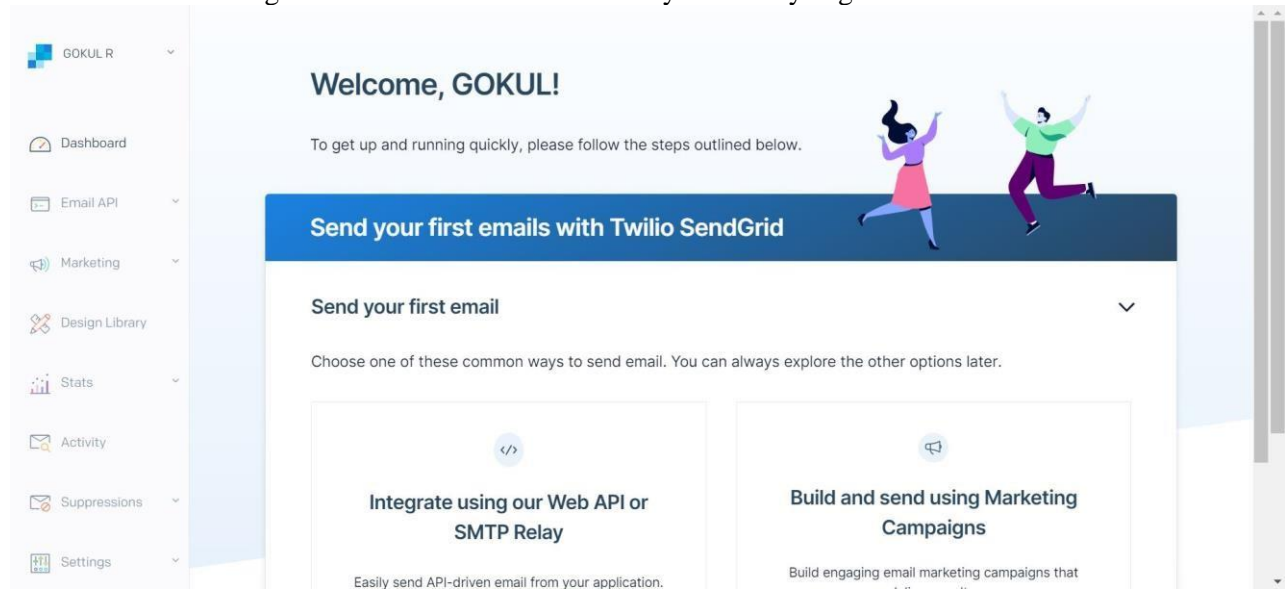 GOKUL R
Dashboard
Email API
Marketing
Design Library
Stats
Activity
Suppressions
Settings
Welcome, GOKUL!
To get up and running quickly, please follow the steps outlined below.
Send your first emails with Twilio SendGrid
Send your first email
Choose one of these common ways to send email. You can always explore the other options later.
Integrate using our Web API or
SMTP Relay
Easily send API-driven email from your application.
Build and send using Marketing
Campaigns
Build engaging email marketing campaigns that